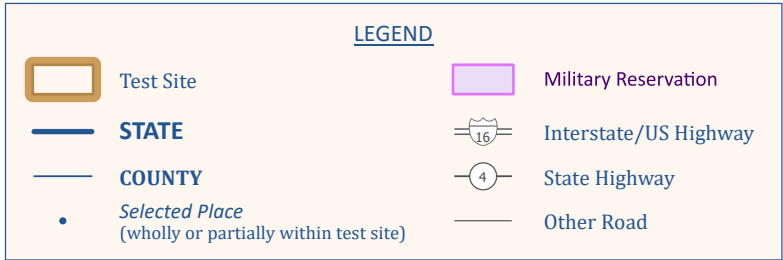 LEGEND
Test Site
STATE
COUNTY
Selected Place
(wholly or partially within test site)
Military Reservation
16 Interstate/US Highway
4 State Highway
Other Road